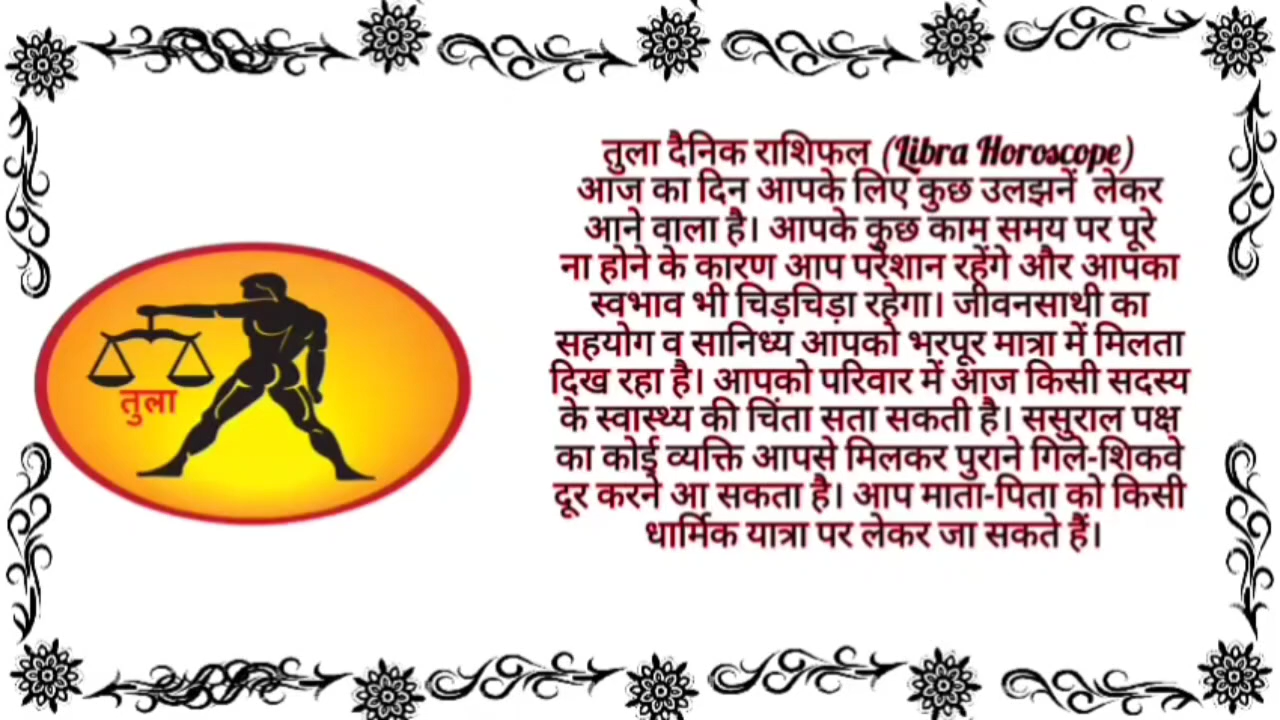 तुला दैनिक राशिफल (Libra Horoscope)
आज का दिन आपके लिए कुछ उलझनें लेकर
आने वाला है। आपके कुछ काम समय पर पूरे
ना होने के कारण आप परेशान रहेंगे और आपका
स्वभाव भी चिड़चिड़ा रहेगा। जीवनसाथी का
सहयोग व सानिध्य आपको भरपूर मात्रा में मिलता
दिख रहा है। आपको परिवार में आज किसी सदस्य
के स्वास्थ्य की चिंता सता सकती है। ससुराल पक्ष
का कोई व्यक्ति आपसे मिलकर पुराने गिले-शिकवे
दूर करने आ सकता है। आप माता-पिता को किसी
धार्मिक यात्रा पर लेकर जा सकते हैं।
तुला